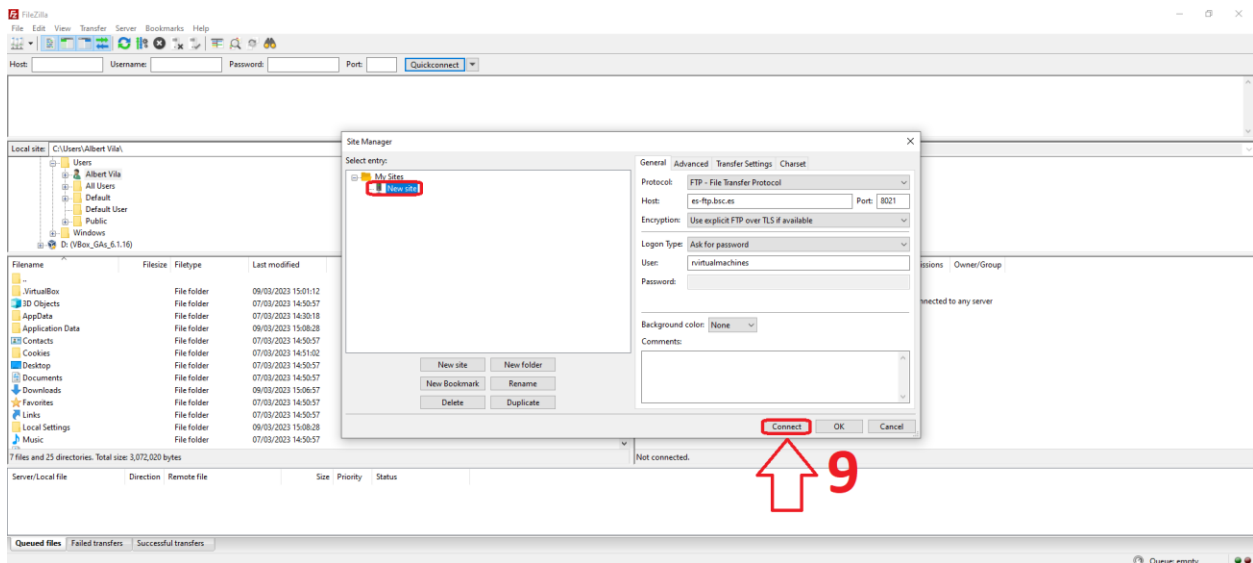 FileZilla
File Edit View Transfer Server Bookmarks Help
Host: Username: Password: Port: Quickconnect
Local site: C:\Users\Albert Vila\
Users
Albert Vila
All Users
Default
Default User
Public
Windows
D: (VBox_GAs_6.1.16)
Filename Filesize Filetype Last modified
..
.VirtualBox File folder 09/03/2023 15:01:12
3D Objects File folder 07/03/2023 14:50:57
AppData File folder 07/03/2023 14:30:18
Application Data File folder 09/03/2023 15:08:28
Contacts File folder 07/03/2023 14:50:57
Cookies File folder 07/03/2023 14:51:02
Desktop File folder 07/03/2023 14:50:57
Documents File folder 07/03/2023 14:50:57
Downloads File folder 09/03/2023 15:06:57
Favorites File folder 07/03/2023 14:50:57
Links File folder 07/03/2023 14:50:57
Local Settings File folder 09/03/2023 15:08:28
Music File folder 07/03/2023 14:50:57
7 files and 25 directories. Total size: 3,072,020 bytes
Site Manager
Select entry:
My Sites
New site
New site New folder
New Bookmark Rename
Delete Duplicate
General Advanced Transfer Settings Charset
Protocol: FTP - File Transfer Protocol
Host: es-ftp.bsc.es Port: 8021
Encryption: Use explicit FTP over TLS if available
Logon Type: Ask for password
User: rvirtualmachines
Password:
Background color: None
Comments:
Connect OK Cancel
9
issions Owner/Group
nnected to any server
Not connected.
Server/Local file Direction Remote file Size Priority Status
Queued files Failed transfers Successful transfers
Queue: empty